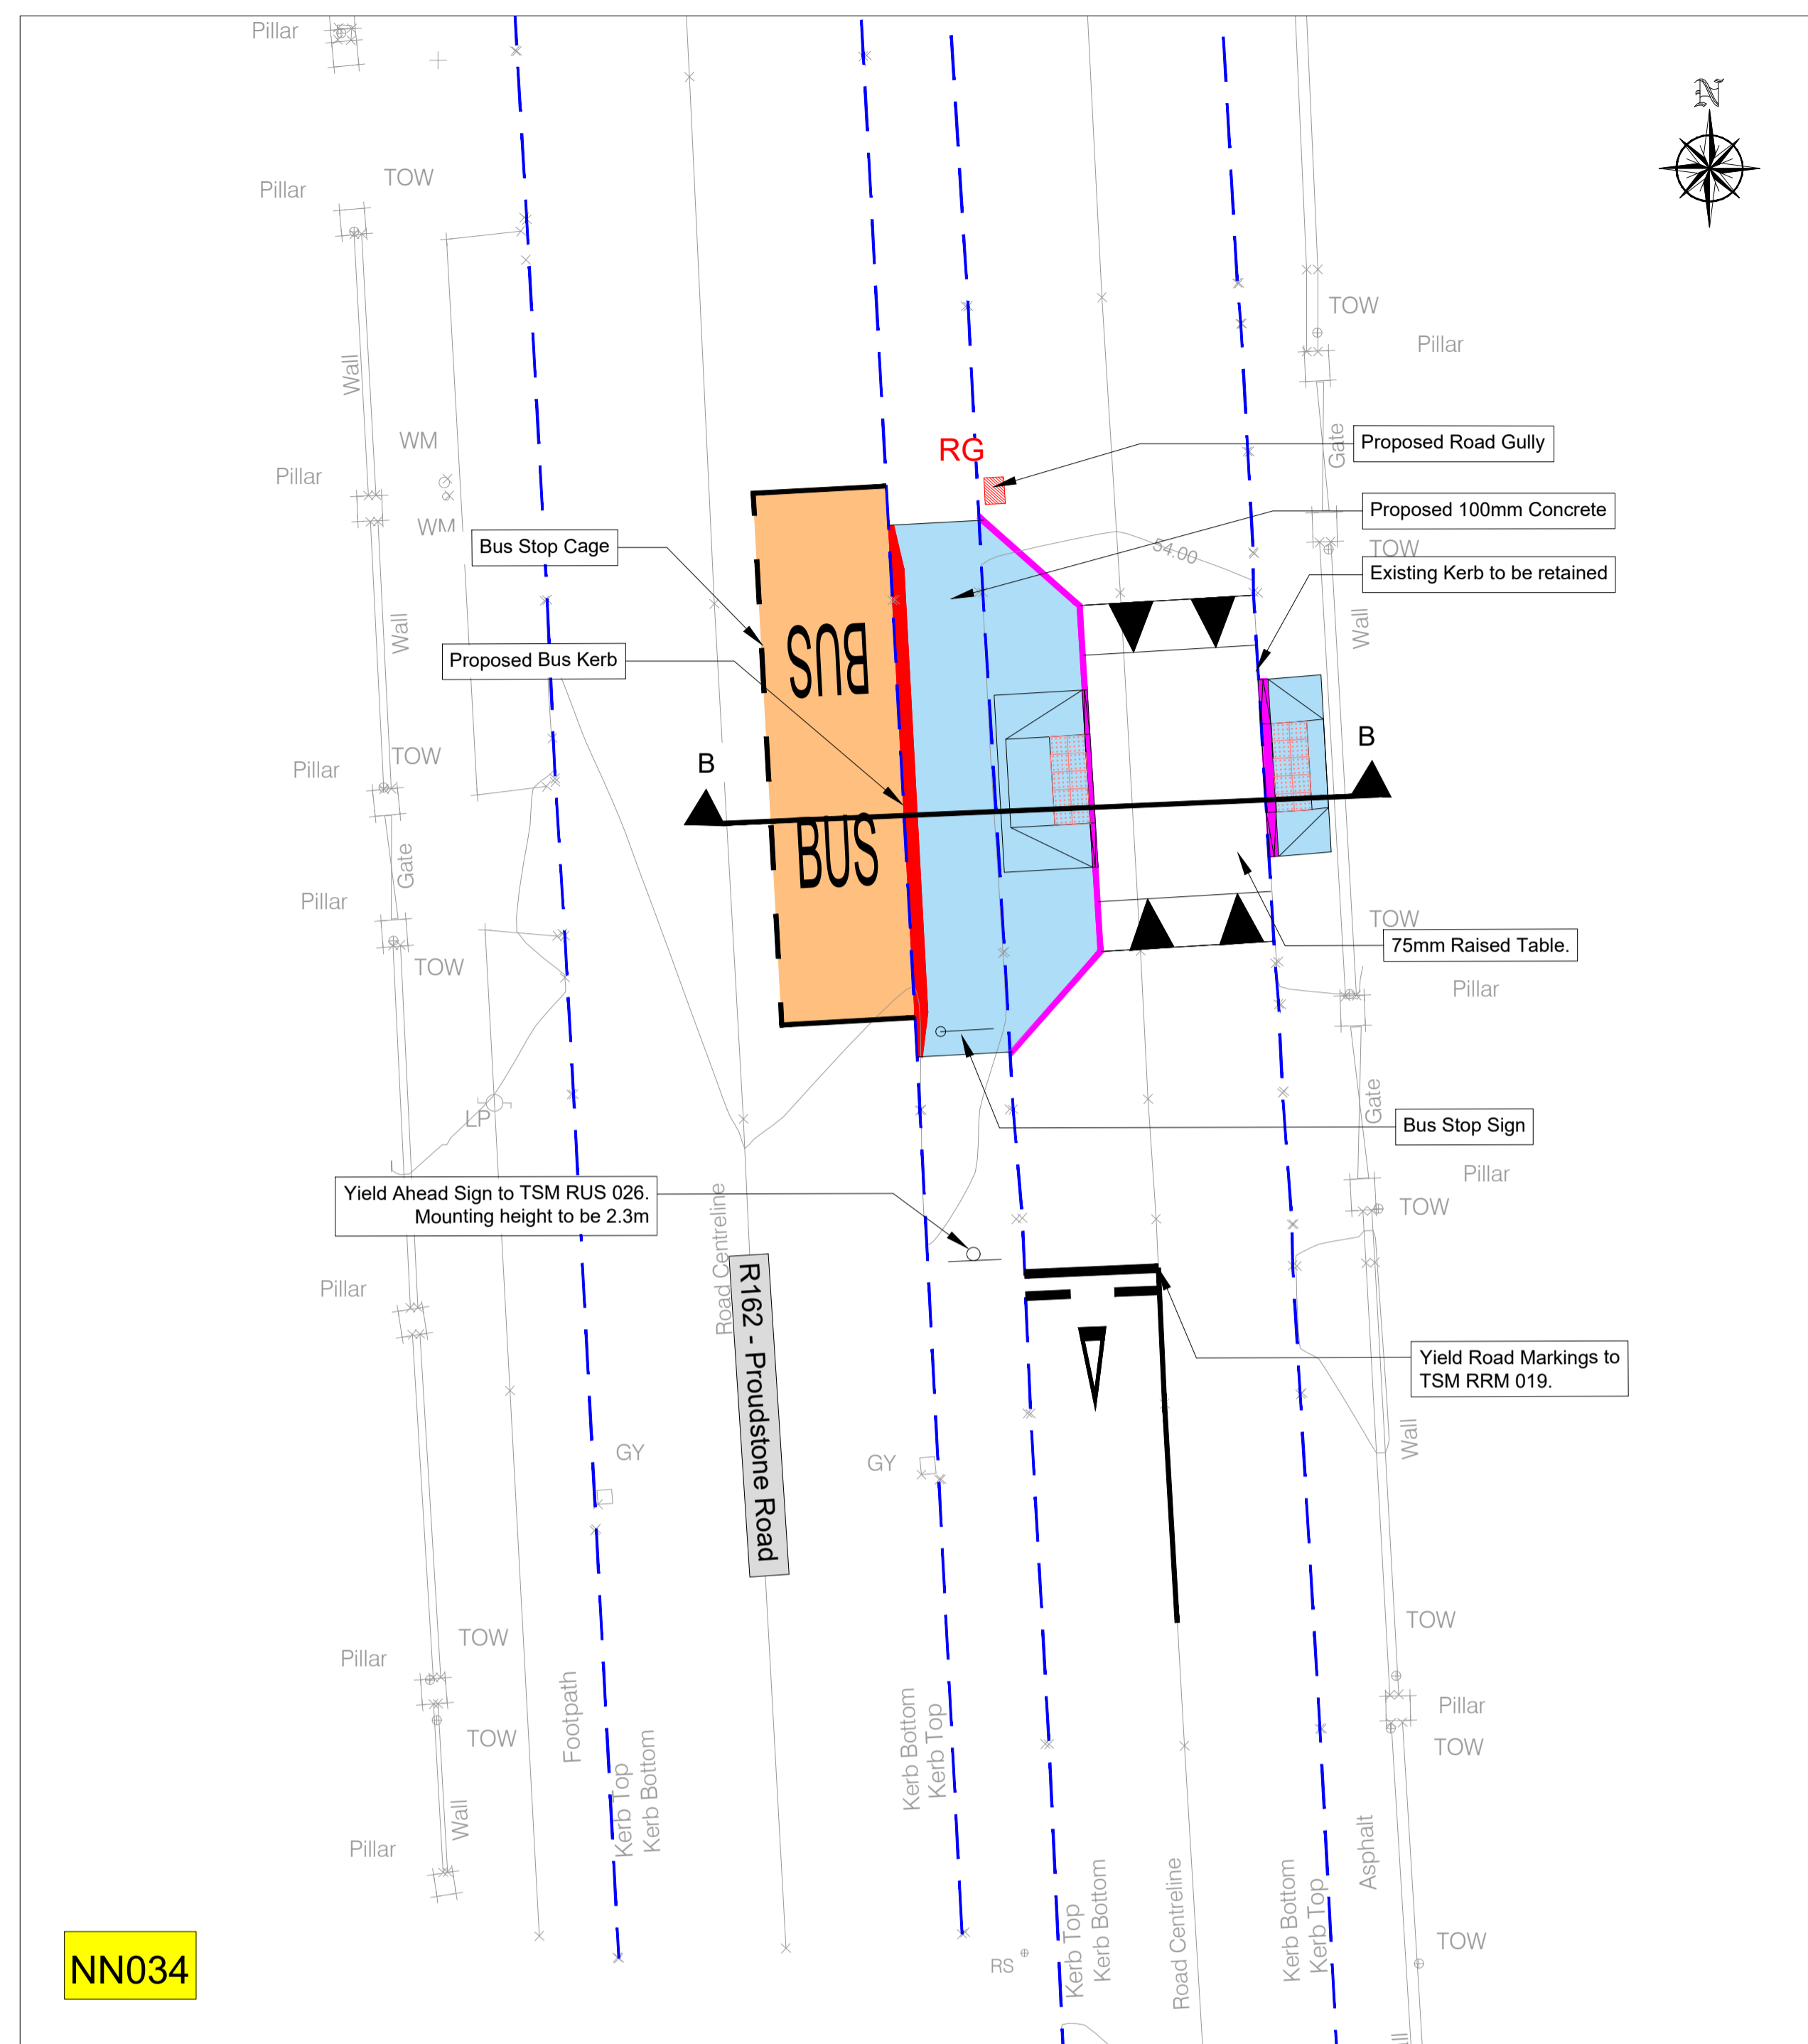 Pillar
N
Pillar
TOW
TOW
Pillar
Wall
WM
RG
Proposed Road Gully
Gate
Pillar
Proposed 100mm Concrete
WM
Bus Stop Cage
54.00
TOW
Existing Kerb to be retained
Wall
Wall
BUS
Proposed Bus Kerb
B
B
TOW
Pillar
BUS
Gate
Pillar
TOW
75mm Raised Table.
TOW
Pillar
LP
Gate
Bus Stop Sign
Pillar
Yield Ahead Sign to TSM RUS 026.
Mounting height to be 2.3m
TOW
Road Centreline
Pillar
R162 - Proudstone Road
Yield Road Markings to
TSM RRM 019.
Wall
GY
GY
TOW
TOW
Pillar
Footpath
Pillar
TOW
TOW
Kerb Bottom
Kerb Top
Kerb Top
Kerb Bottom
Wall
Pillar
Asphalt
Kerb Top
Kerb Bottom
Road Centreline
Kerb Bottom
Kerb Top
TOW
RS
NN034